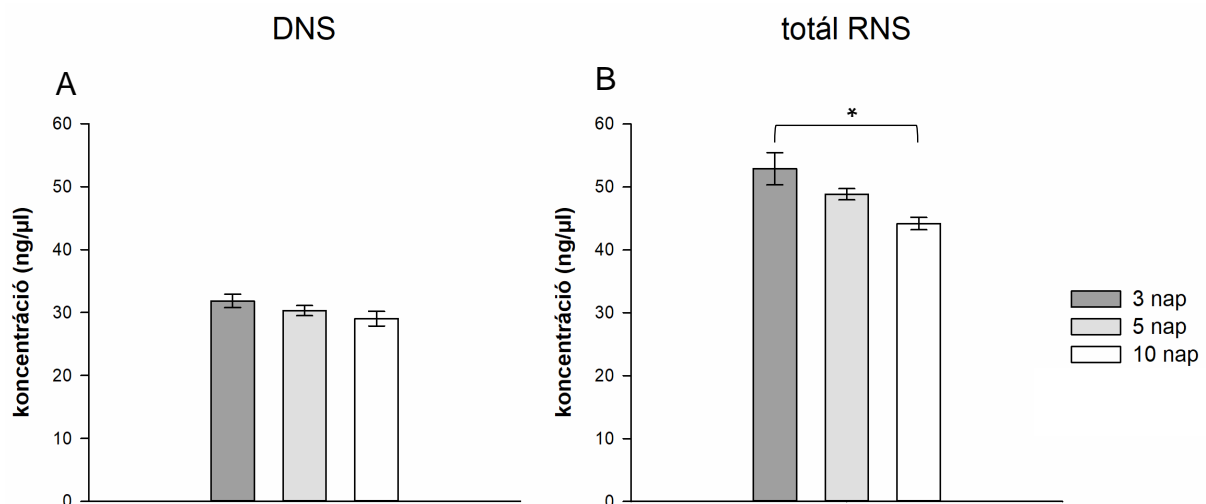 DNS
A
60
50
40
30
20
10
0
koncentráció (ng/µl)
totál RNS
B
*
60
50
40
30
20
10
0
koncentráció (ng/µl)
3 nap
5 nap
10 nap